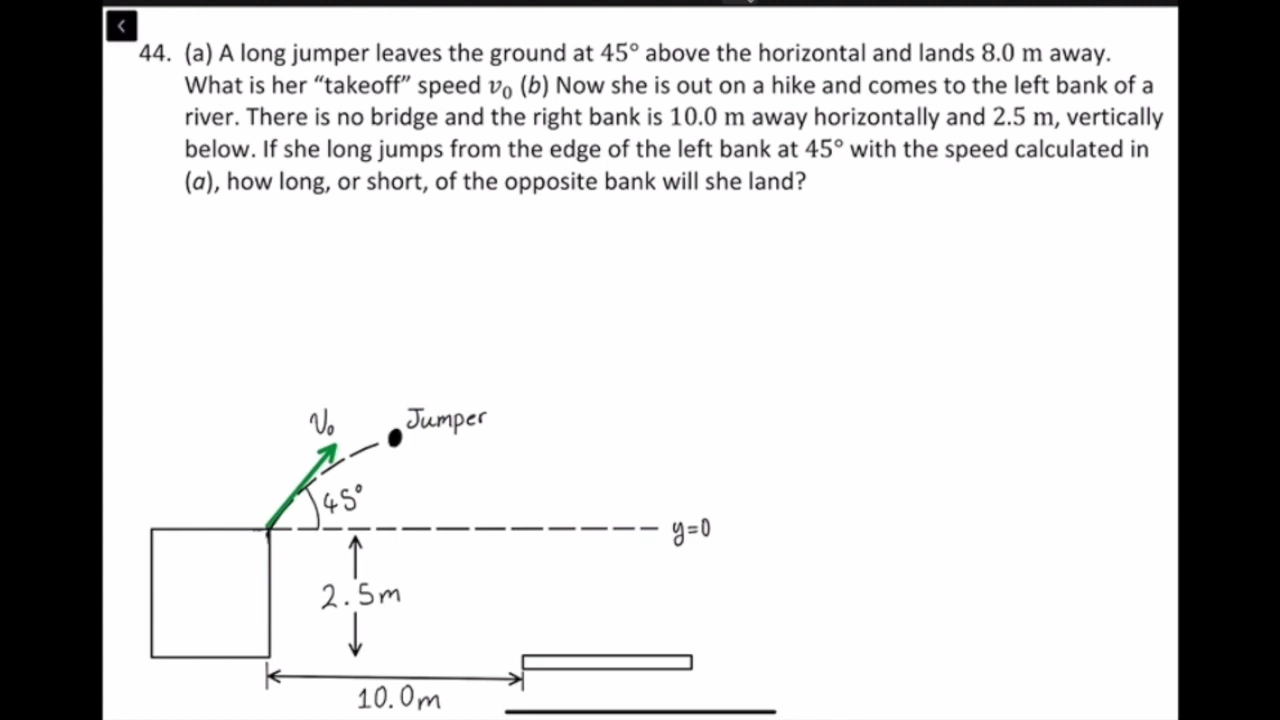 44. (a) A long jumper leaves the ground at 45° above the horizontal and lands 8.0 m away.
What is her “takeoff” speed v₀ (b) Now she is out on a hike and comes to the left bank of a
river. There is no bridge and the right bank is 10.0 m away horizontally and 2.5 m, vertically
below. If she long jumps from the edge of the left bank at 45° with the speed calculated in
(a), how long, or short, of the opposite bank will she land?
V₀
Jumper
45°
y=0
2.5m
10.0m